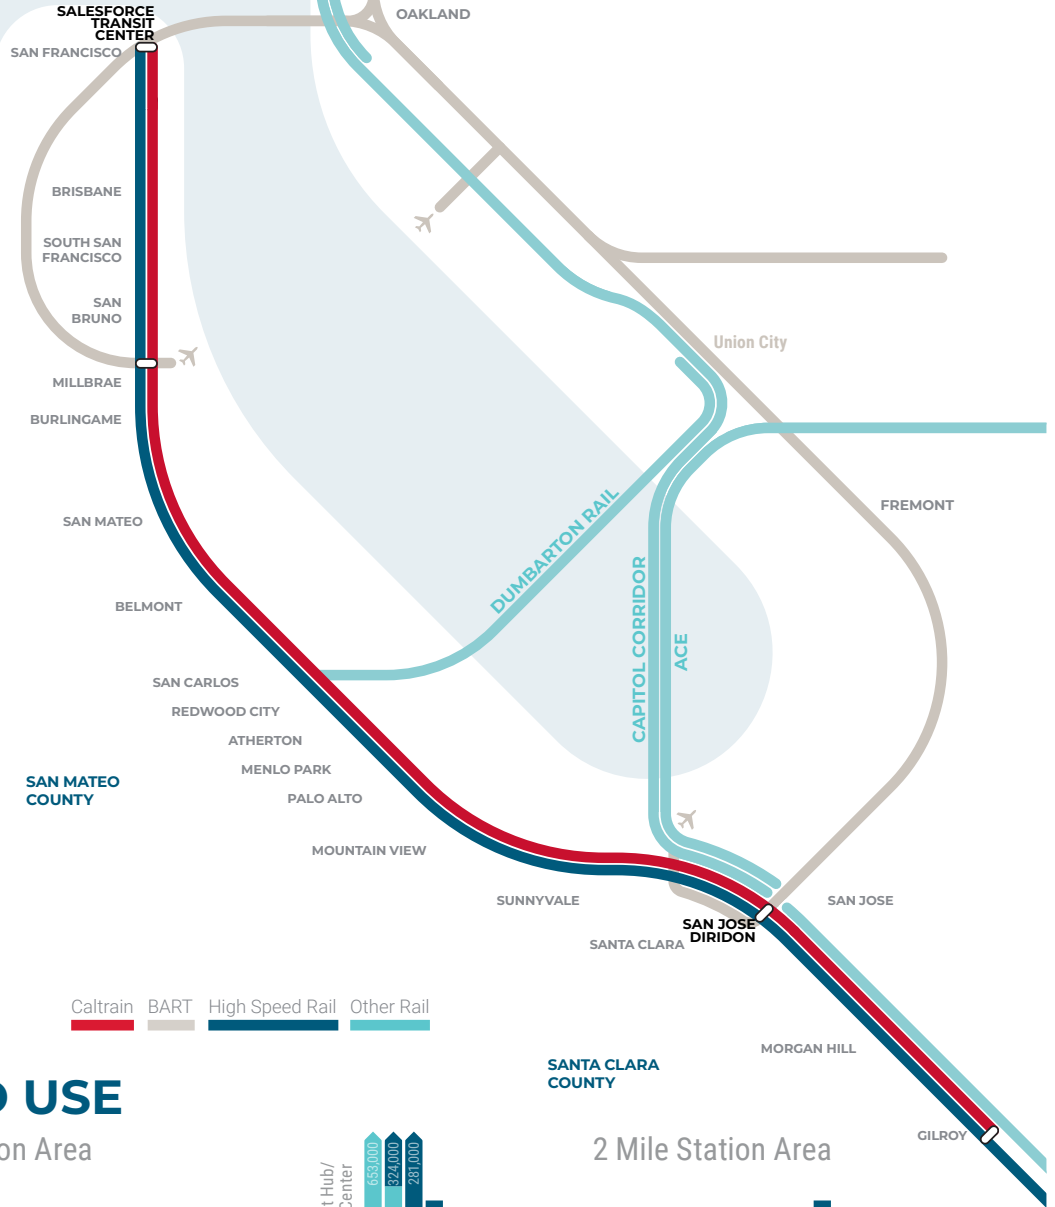 SALESFORCE
TRANSIT
CENTER
OAKLAND
SAN FRANCISCO
BRISBANE
SOUTH SAN
FRANCISCO
SAN
BRUNO
Union City
MILLBRAE
BURLINGAME
FREMONT
SAN MATEO
DUMBARTON RAIL
BELMONT
CAPITOL CORRIDOR
ACE
SAN CARLOS
REDWOOD CITY
ATHERTON
MENLO PARK
SAN MATEO
COUNTY
PALO ALTO
MOUNTAIN VIEW
SUNNYVALE
SAN JOSE
SAN JOSE
DIRIDON
SANTA CLARA
Caltrain BART High Speed Rail Other Rail
MORGAN HILL
SANTA CLARA
COUNTY
USE
GILROY
on Area
2 Mile Station Area
t Hub/
Center
653,000
324,000
281,000